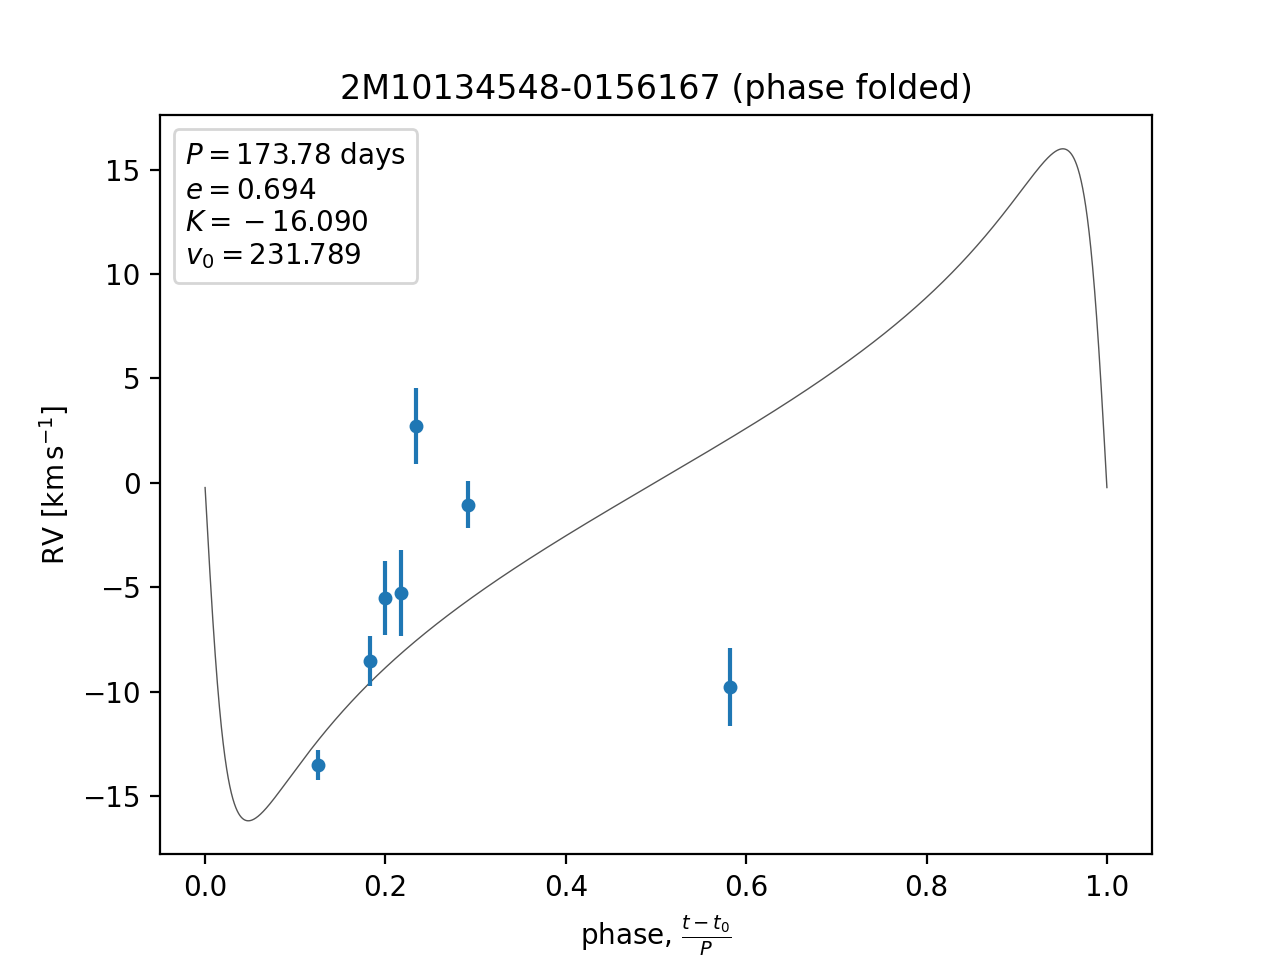 2M10134548-0156167 (phase folded)
P = 173.78 days
e = 0.694
K = −16.090
v₀ = 231.789
15
10
5
0
−5
−10
−15
RV [km s⁻¹]
0.0 0.2 0.4 0.6 0.8 1.0
phase, (t − t₀)/P